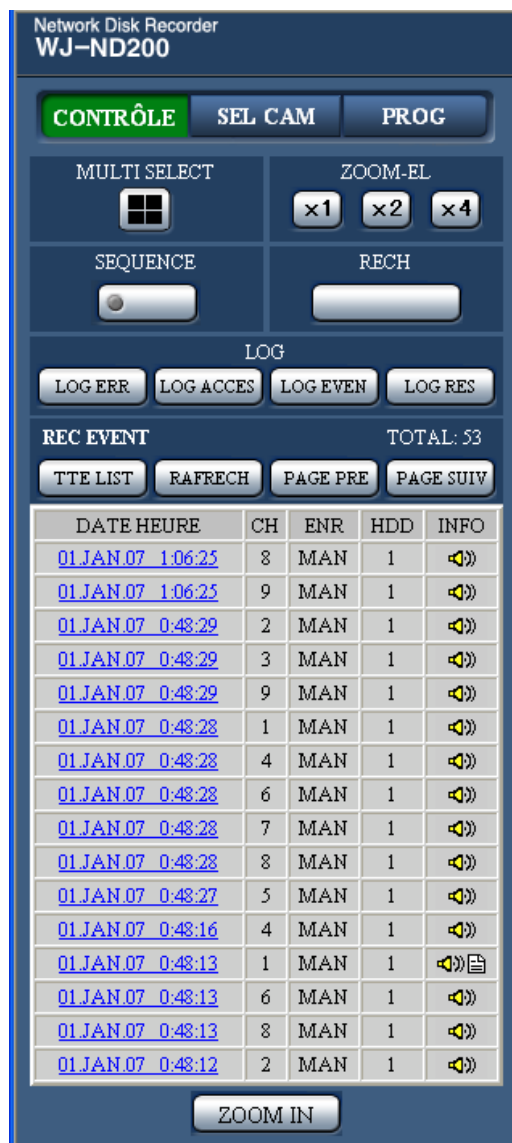 Network Disk Recorder
WJ-ND200
CONTRÔLE SEL CAM PROG
MULTI SELECT ZOOM-EL
×1 ×2 ×4
SEQUENCE RECH
LOG
LOG ERR LOG ACCES LOG EVEN LOG RES
REC EVENT TOTAL: 53
TTE LIST RAFRECH PAGE PRE PAGE SUIV
DATE HEURE CH ENR HDD INFO
01.JAN.07 1:06:25 8 MAN 1
01.JAN.07 1:06:25 9 MAN 1
01.JAN.07 0:48:29 2 MAN 1
01.JAN.07 0:48:29 3 MAN 1
01.JAN.07 0:48:29 9 MAN 1
01.JAN.07 0:48:28 1 MAN 1
01.JAN.07 0:48:28 4 MAN 1
01.JAN.07 0:48:28 6 MAN 1
01.JAN.07 0:48:28 7 MAN 1
01.JAN.07 0:48:28 8 MAN 1
01.JAN.07 0:48:27 5 MAN 1
01.JAN.07 0:48:16 4 MAN 1
01.JAN.07 0:48:13 1 MAN 1
01.JAN.07 0:48:13 6 MAN 1
01.JAN.07 0:48:13 8 MAN 1
01.JAN.07 0:48:12 2 MAN 1
ZOOM IN